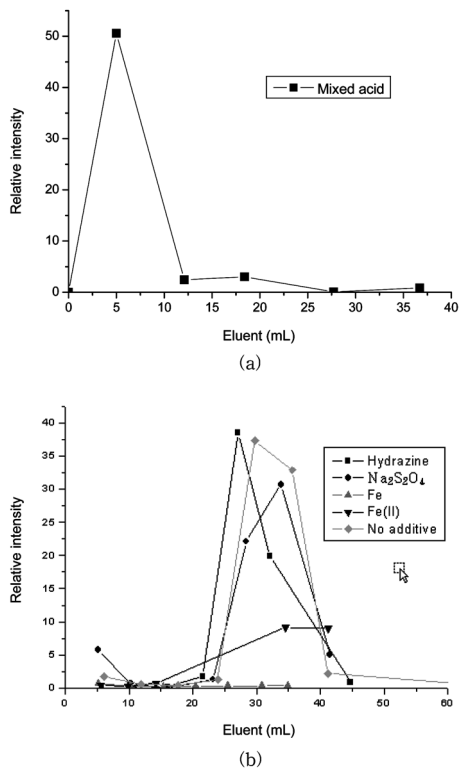 50
40
30
20
10
0
Relative intensity
Mixed acid
0 5 10 15 20 25 30 35 40
Eluent (mL)
(a)
40
35
30
25
20
15
10
5
0
Relative intensity
Hydrazine
Na₂S₂O₄
Fe
Fe(II)
No additive
0 10 20 30 40 50 60
Eluent (mL)
(b)